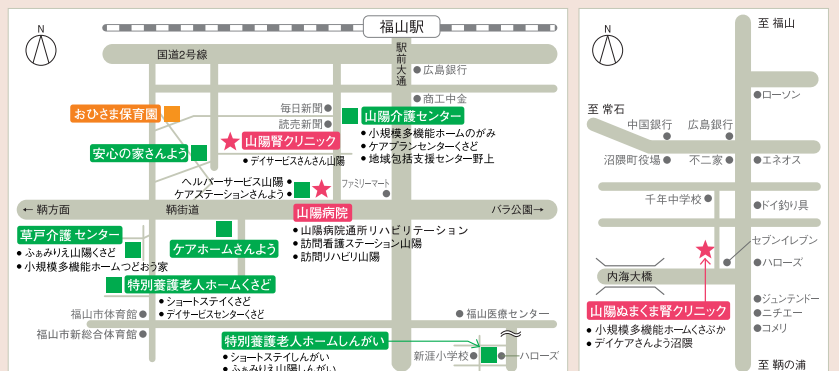 N
福山駅
国道2号線
駅前大通
広島銀行
商工中金
おひさま保育園
毎日新聞
読売新聞
山陽介護センター
小規模多機能ホームのがみ
ケアプランセンターくさど
地域包括支援センター野上
山陽腎クリニック
デイサービスさんさん山陽
安心の家さんよう
ヘルパーサービス山陽
ケアステーションさんよう
ファミリーマート
← 鞆方面
鞆街道
山陽病院
バラ公園→
山陽病院通所リハビリテーション
訪問看護ステーション山陽
訪問リハビリ山陽
草戸介護センター
ふぁみりえ山陽くさど
小規模多機能ホームつどおう家
ケアホームさんよう
特別養護老人ホームくさど
ショートステイくさど
デイサービスセンターくさど
福山市体育館
福山市新総合体育館
福山医療センター
特別養護老人ホームしんがい
ショートステイしんがい
ふぁみりえ山陽しんがい
新涯小学校
ハローズ
N
至 福山
ローソン
至 常石
中国銀行
広島銀行
沼隈町役場
不二家
エネオス
千年中学校
ドイ釣り具
セブンイレブン
ハローズ
内海大橋
山陽ぬまくま腎クリニック
小規模多機能ホームくさぶか
デイケアさんよう沼隈
ジュンテンドー
ニチエー
コメリ
至 鞆の浦